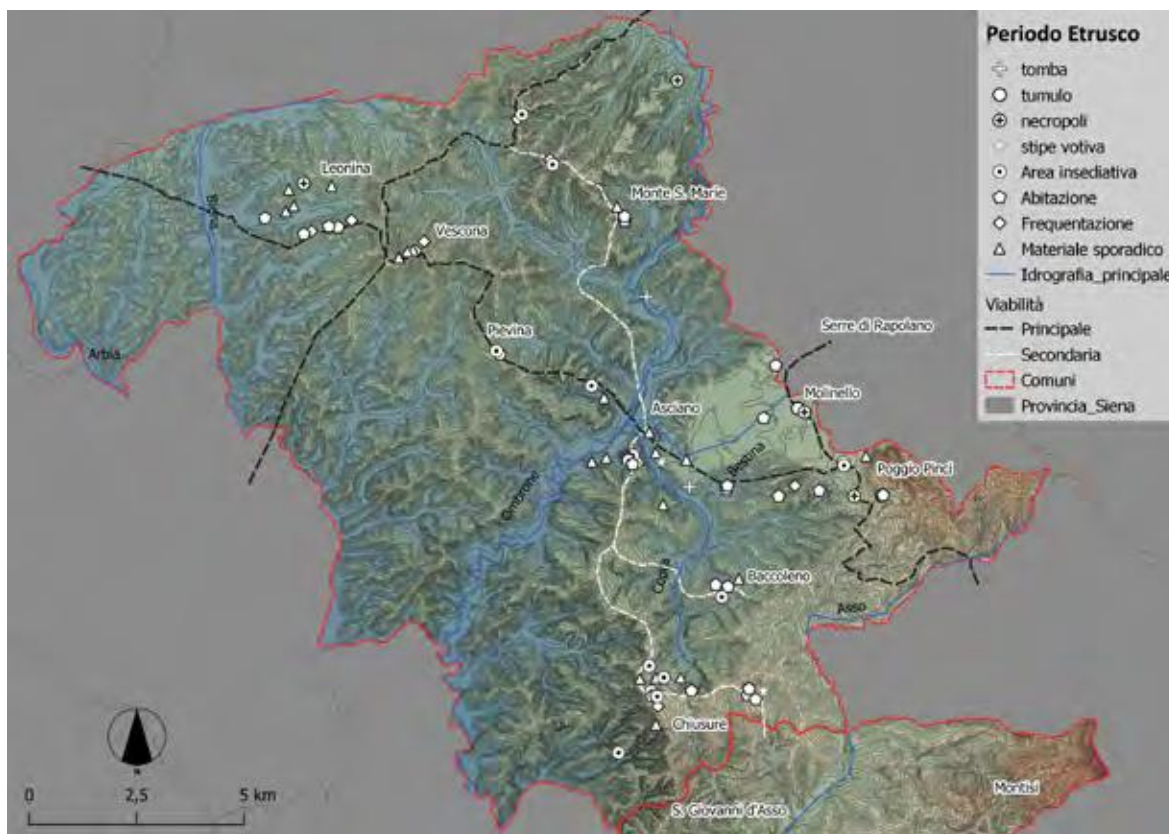 Periodo Etrusco
tomba
tumulo
necropoli
stipe votiva
Area insediativa
Abitazione
Frequentazione
Materiale sporadico
Idrografia_principale
Viabilità
Principale
Secondaria
Comuni
Provincia_Siena
Leonina
Monte S. Marie
Vescona
Pievina
Serre di Rapolano
Arbia
Molinello
Asciano
Bestina
Poggio Pinci
Ombrone
Copra
Baccoleno
Asso
Chiusure
N
Montisi
0 2,5 5 km
S. Giovanni d'Asso